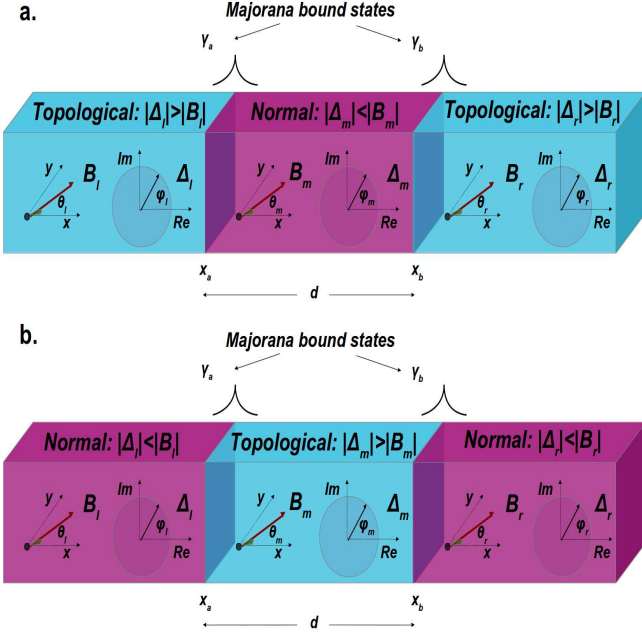 a.
Majorana bound states
γa γb
Topological: |Δl|>|Bl| Normal: |Δm|<|Bm| Topological: |Δr|>|Br|
y Bl Im Δl y Bm Im Δm y Br Im Δr
θl x φl Re θm x φm Re θr x φr Re
xa xb
d
b.
Majorana bound states
γa γb
Normal: |Δl|<|Bl| Topological: |Δm|>|Bm| Normal: |Δr|<|Br|
y Bl Im Δl y Bm Im Δm y Br Im Δr
θl x φl Re θm x φm Re θr x φr Re
xa xb
d